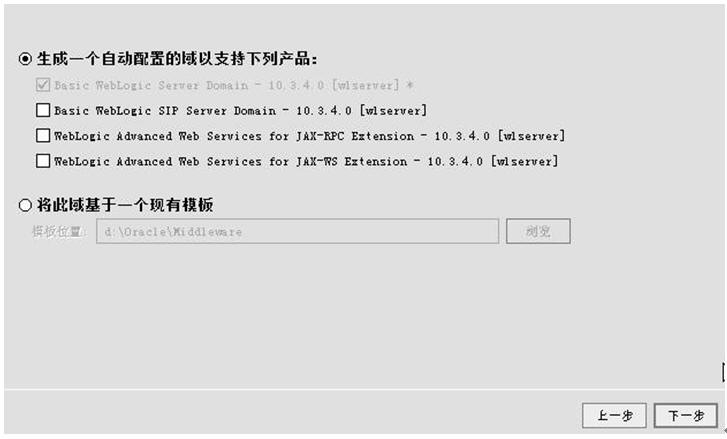 生成一个自动配置的域以支持下列产品:
Basic WebLogic Server Domain - 10.3.4.0 [wlserver] *
Basic WebLogic SIP Server Domain - 10.3.4.0 [wlserver]
WebLogic Advanced Web Services for JAX-RPC Extension - 10.3.4.0 [wlserver]
WebLogic Advanced Web Services for JAX-WS Extension - 10.3.4.0 [wlserver]
将此域基于一个现有模板
模板位置: d:\Oracle\Middleware 浏览
上一步 下一步